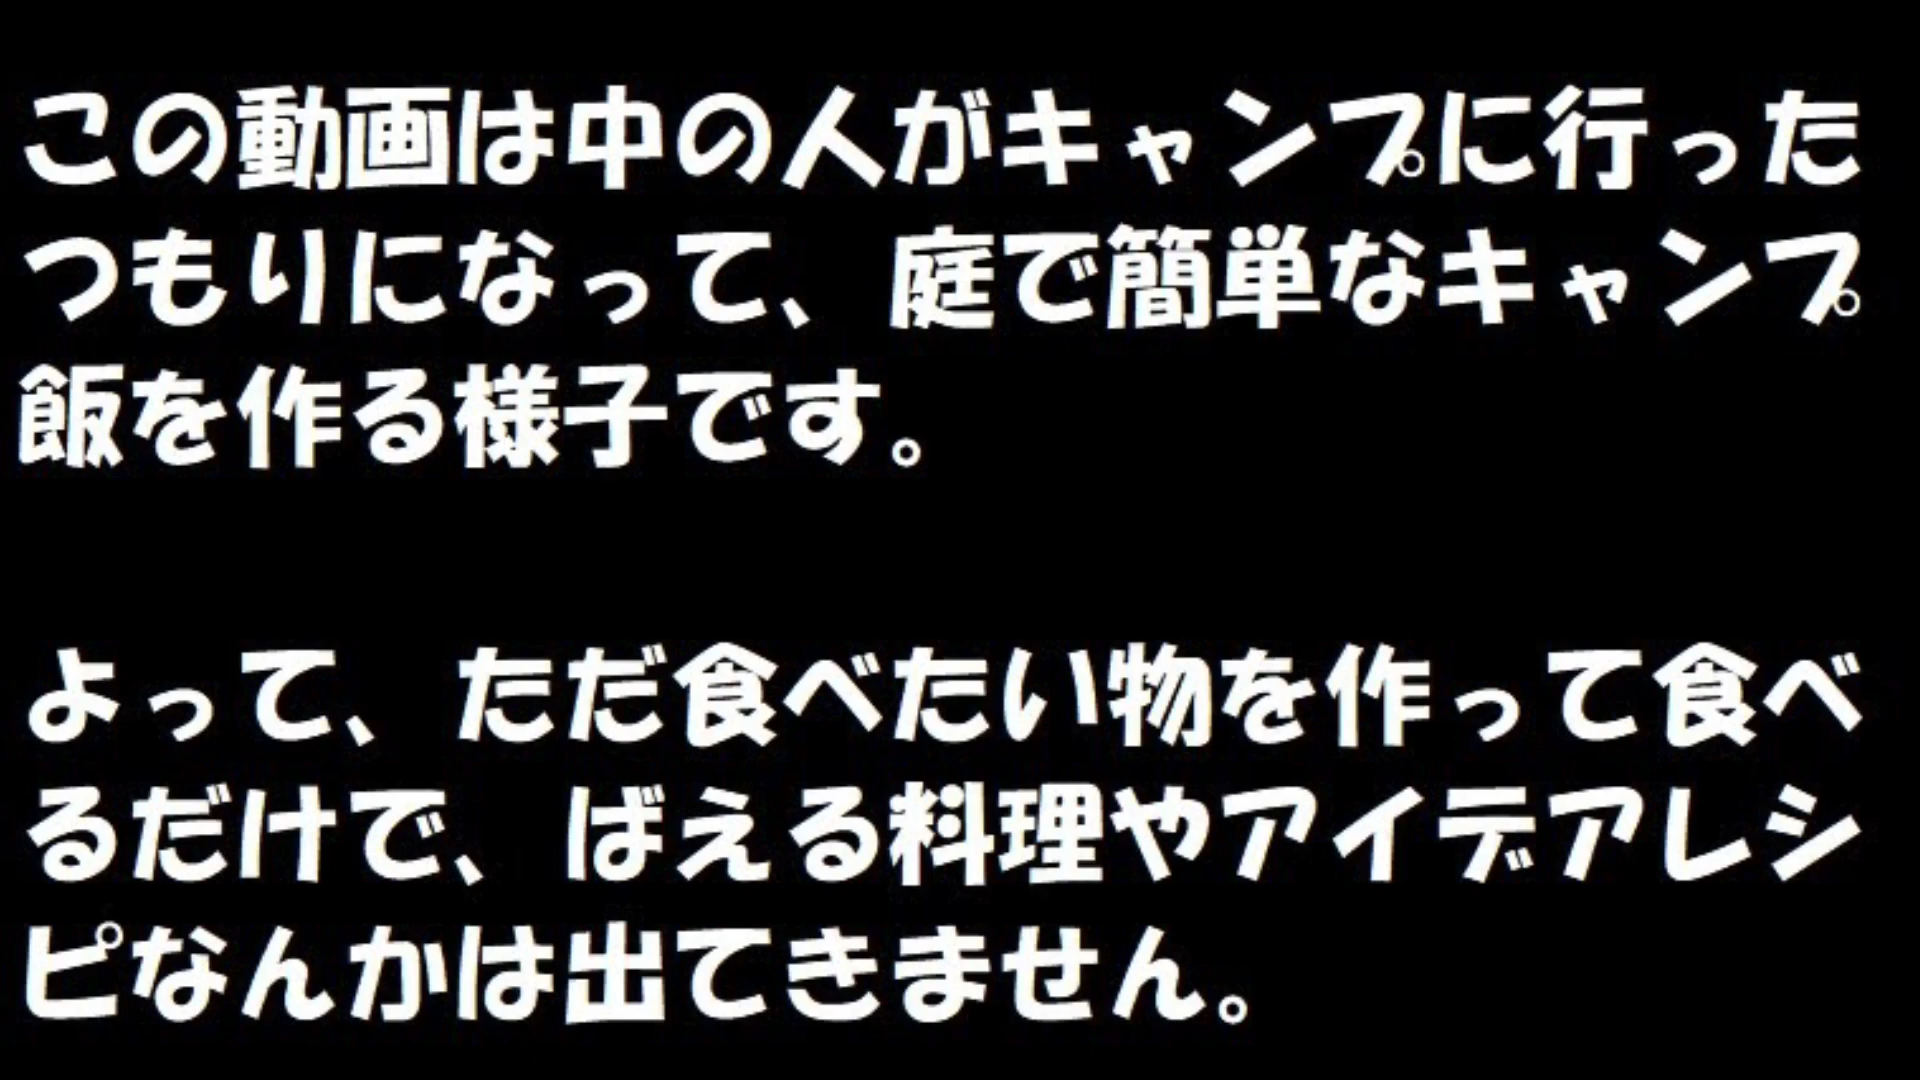 この動画は中の人がキャンプに行った
つもりになって、庭で簡単なキャンプ
飯を作る様子です。
よって、ただ食べたい物を作って食べ
るだけで、ばえる料理やアイデアレシ
ピなんかは出てきません。